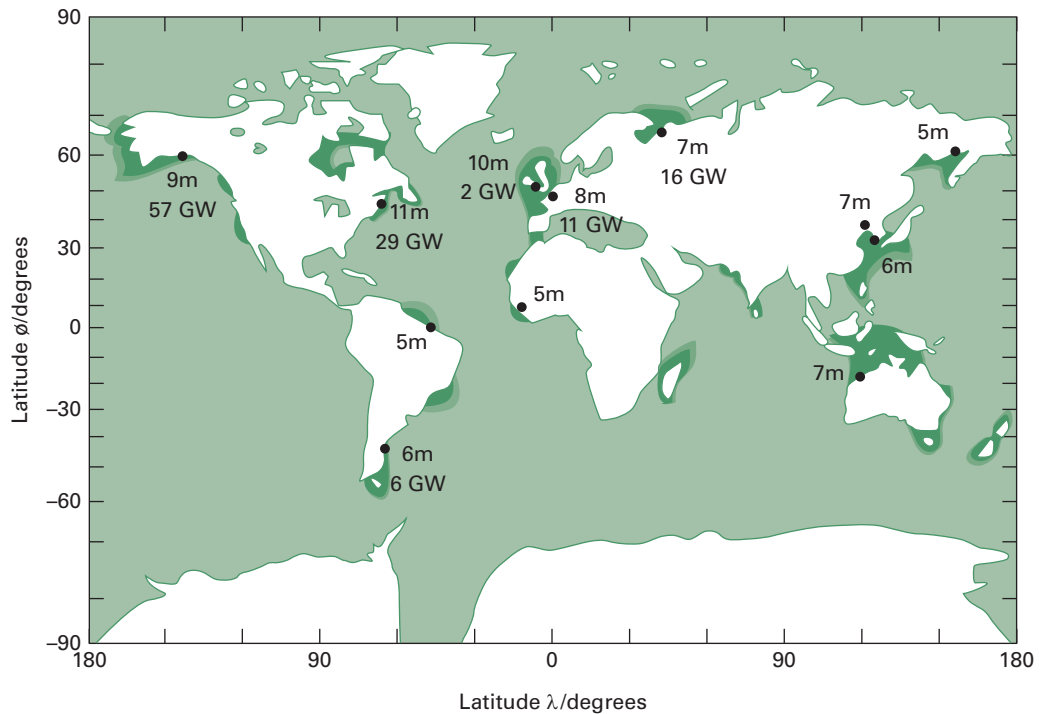 90
60
30
0
–30
–60
–90
Latitude ø/degrees
180
90
0
90
180
Latitude λ/degrees
9m
57 GW
11m
29 GW
10m
2 GW
8m
11 GW
7m
16 GW
5m
7m
6m
5m
5m
7m
6m
6 GW